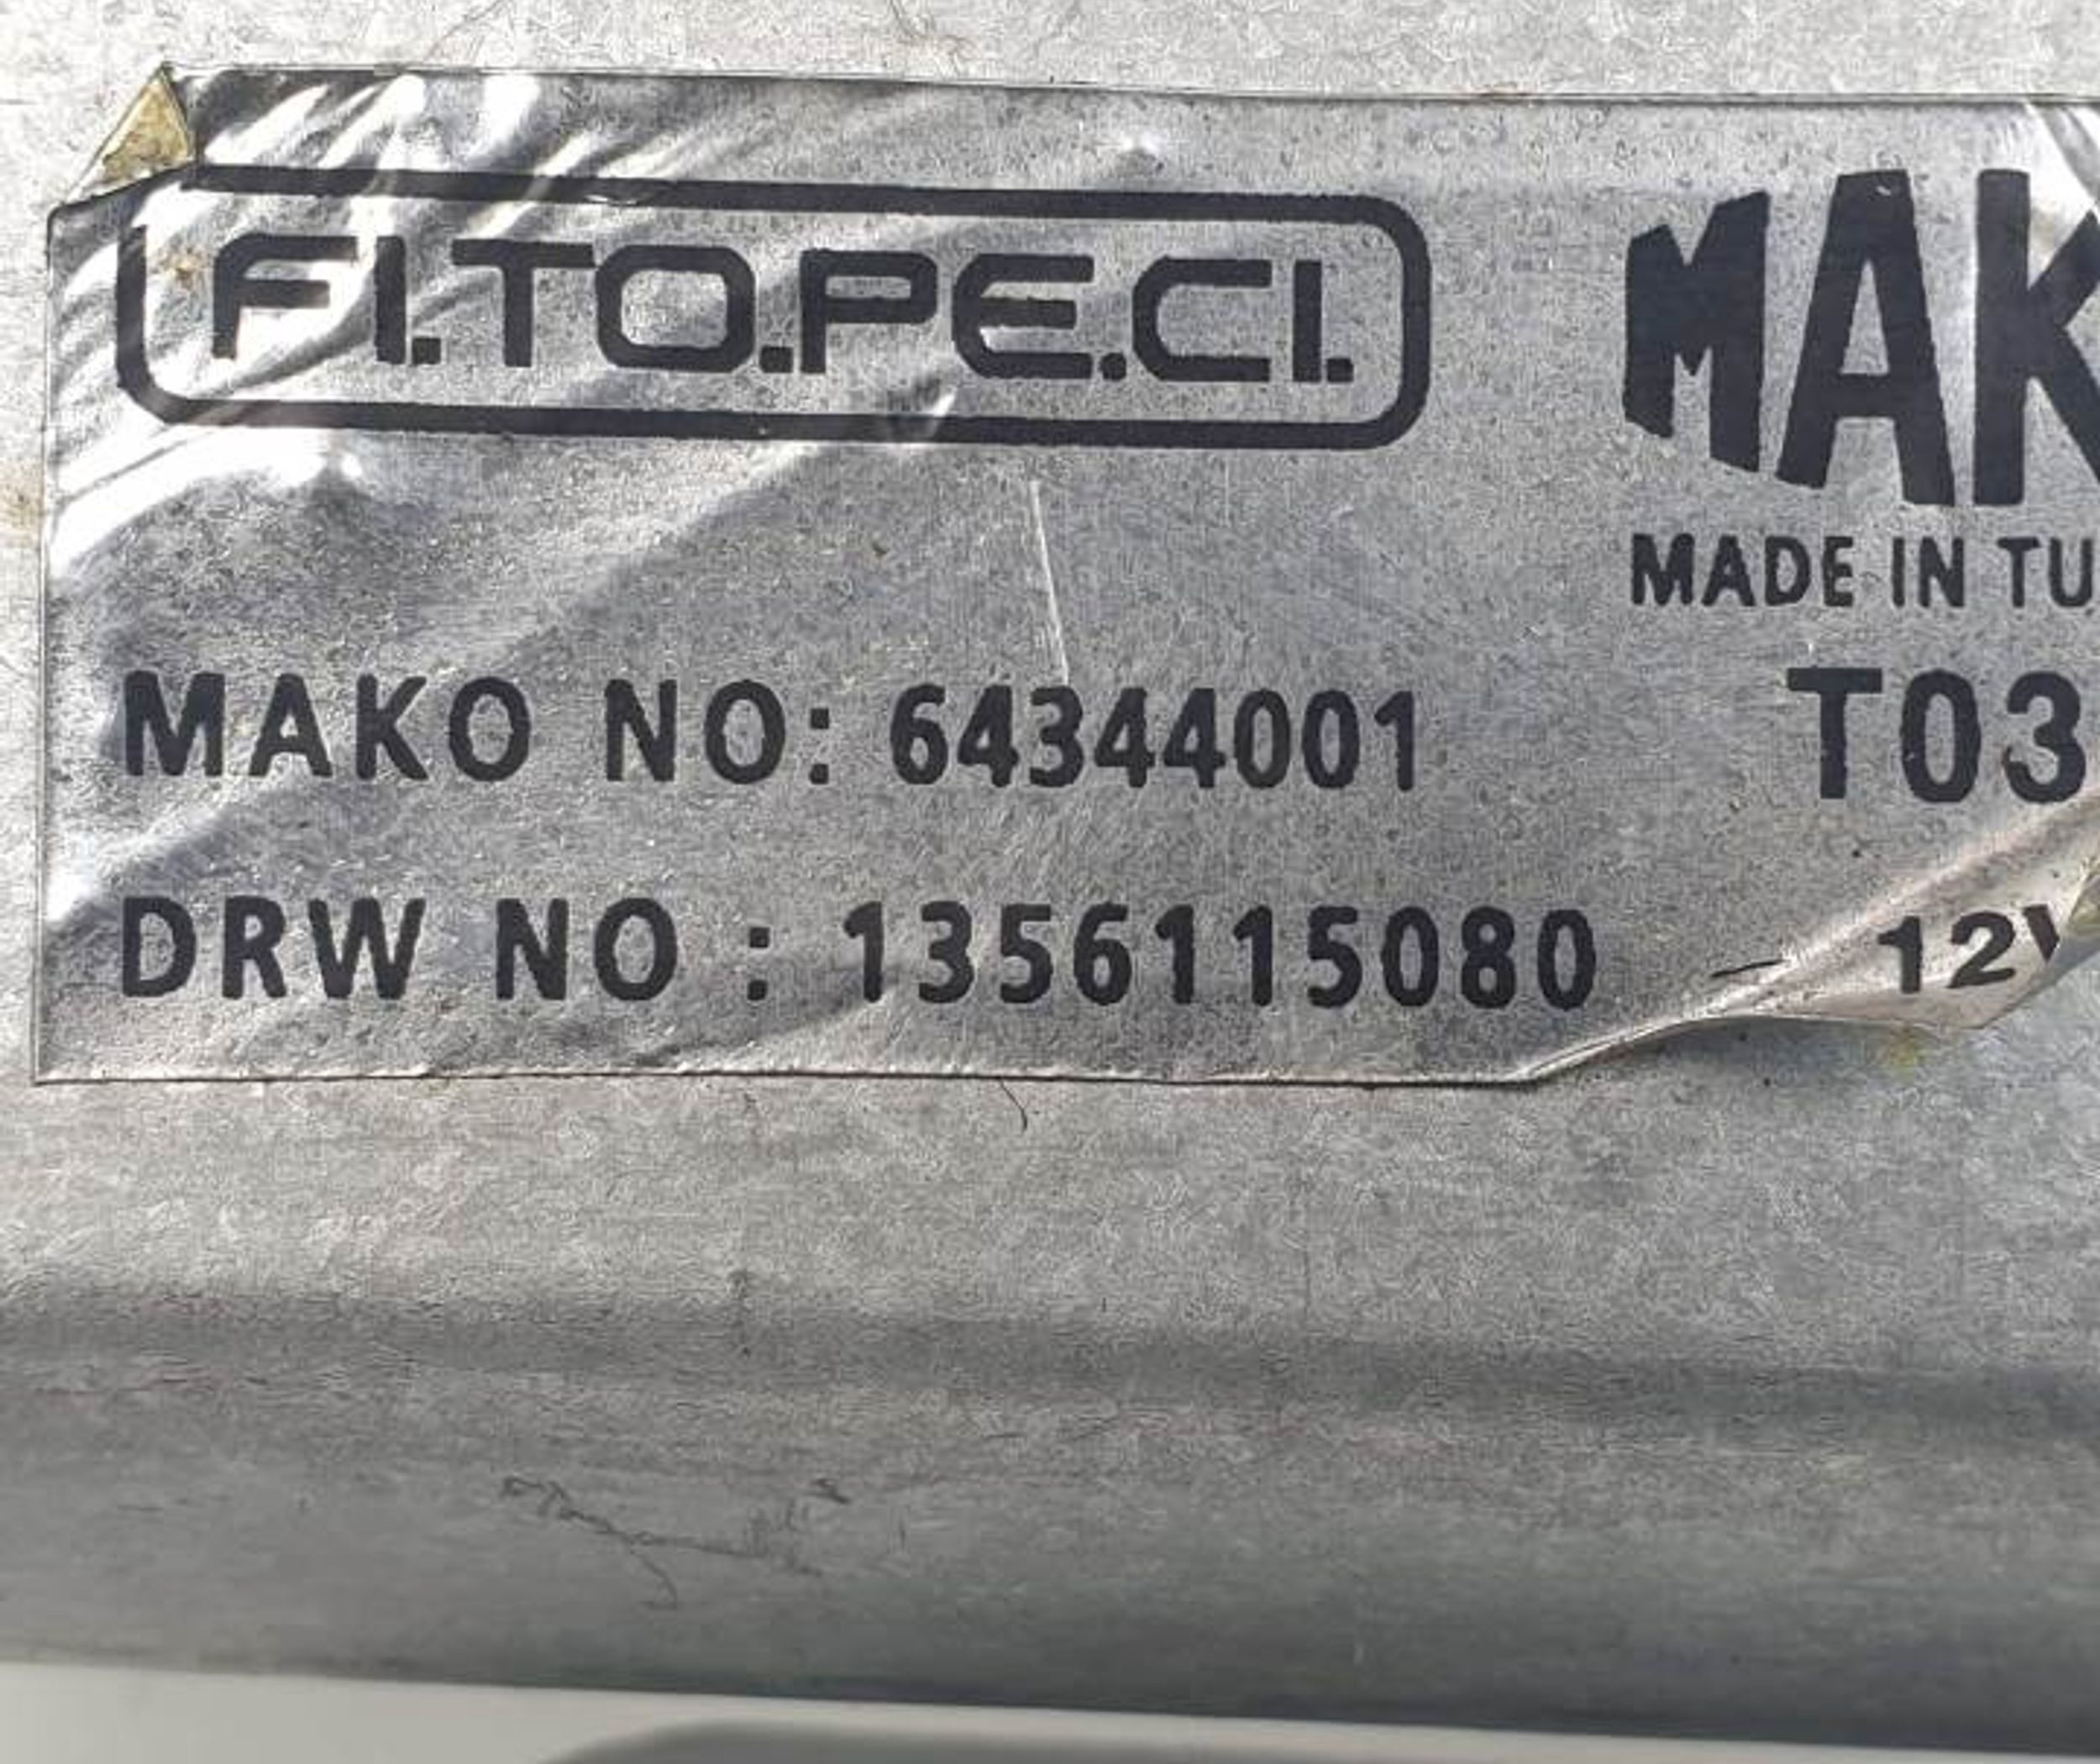 FI.TO.PE.CI.
MAK
MADE IN TU
MAKO NO: 64344001
T03
DRW NO : 1356115080
12V